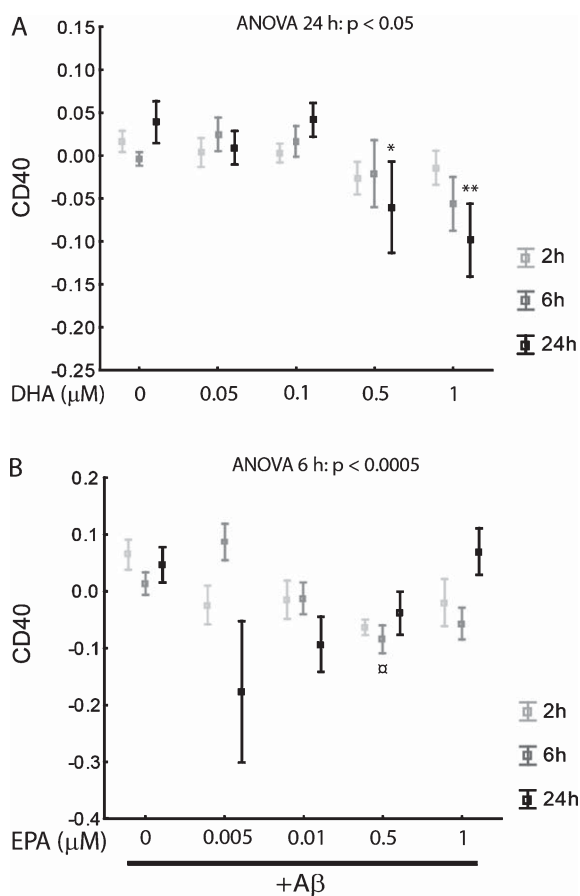 A
ANOVA 24 h: p < 0.05
0.15
0.10
0.05
0.00
-0.05
-0.10
-0.15
-0.20
-0.25
CD40
*
**
2h
6h
24h
DHA (μM) 0 0.05 0.1 0.5 1
B
ANOVA 6 h: p < 0.0005
0.2
0.1
0.0
-0.1
-0.2
-0.3
-0.4
CD40
¤
2h
6h
24h
EPA (μM) 0 0.005 0.01 0.5 1
+Aβ